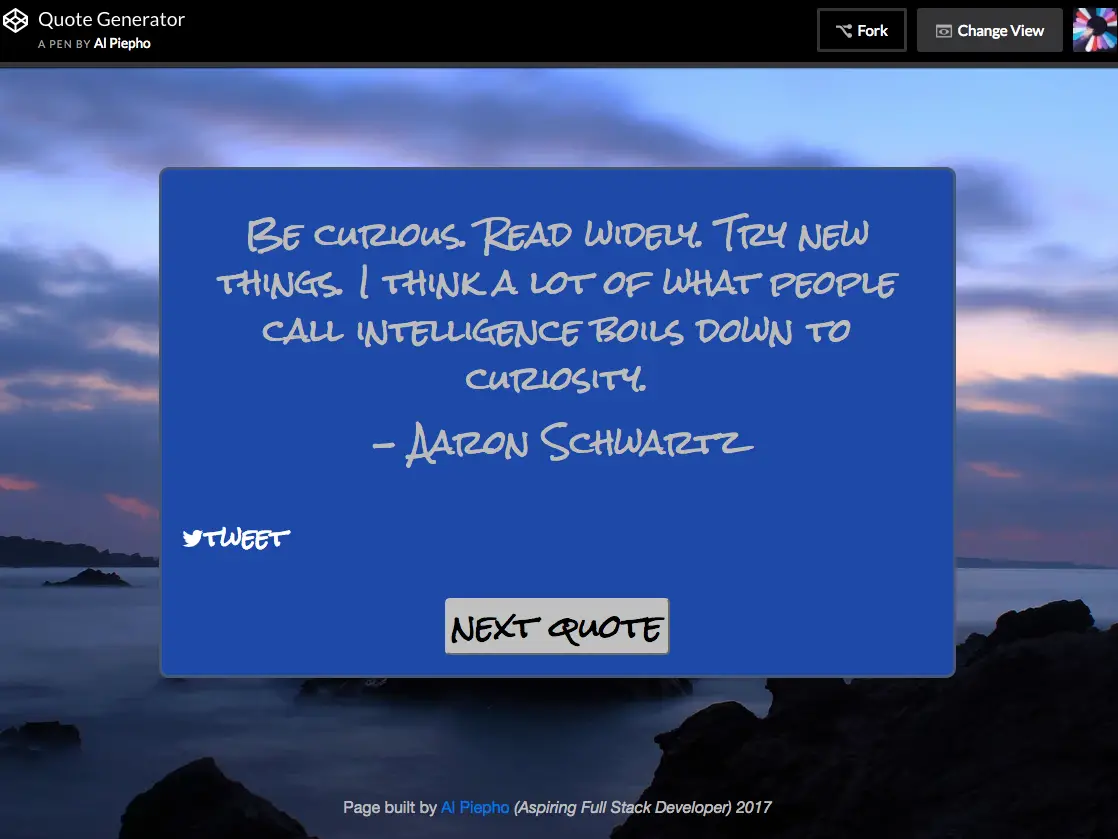 Quote Generator
A PEN BY Al Piepho
Fork
Change View
Be curious. Read widely. Try new
things. I think a lot of what people
call intelligence boils down to
curiosity.
- Aaron Schwartz
tweet
next quote
Page built by Al Piepho (Aspiring Full Stack Developer) 2017